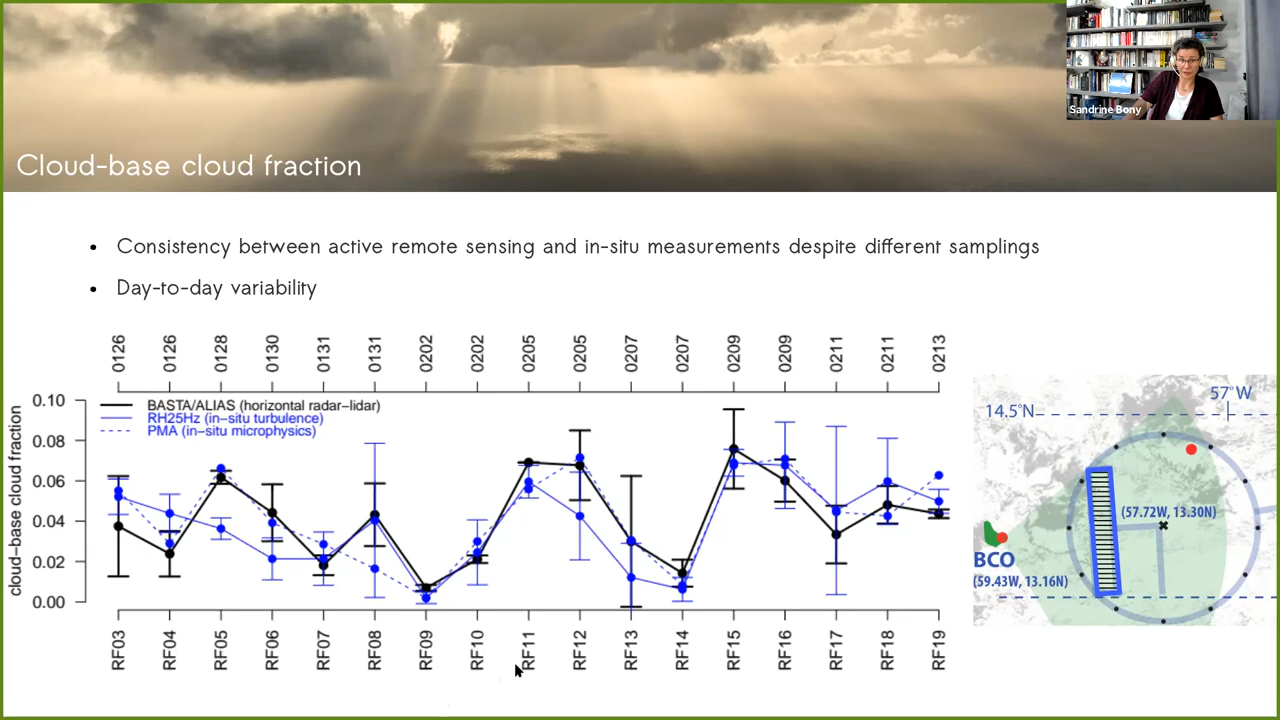 Sandrine Bony
Cloud-base cloud fraction
• Consistency between active remote sensing and in-situ measurements despite different samplings
• Day-to-day variability
0126 0126 0128 0130 0131 0131 0202 0202 0205 0205 0207 0207 0209 0209 0211 0211 0213
cloud-base cloud fraction
0.10
0.08
0.06
0.04
0.02
0.00
BASTA/ALIAS (horizontal radar-lidar)
RH25Hz (in-situ turbulence)
PMA (in-situ microphysics)
RF03 RF04 RF05 RF06 RF07 RF08 RF09 RF10 RF11 RF12 RF13 RF14 RF15 RF16 RF17 RF18 RF19
57°W
14.5°N
(57.72W, 13.30N)
BCO
(59.43W, 13.16N)